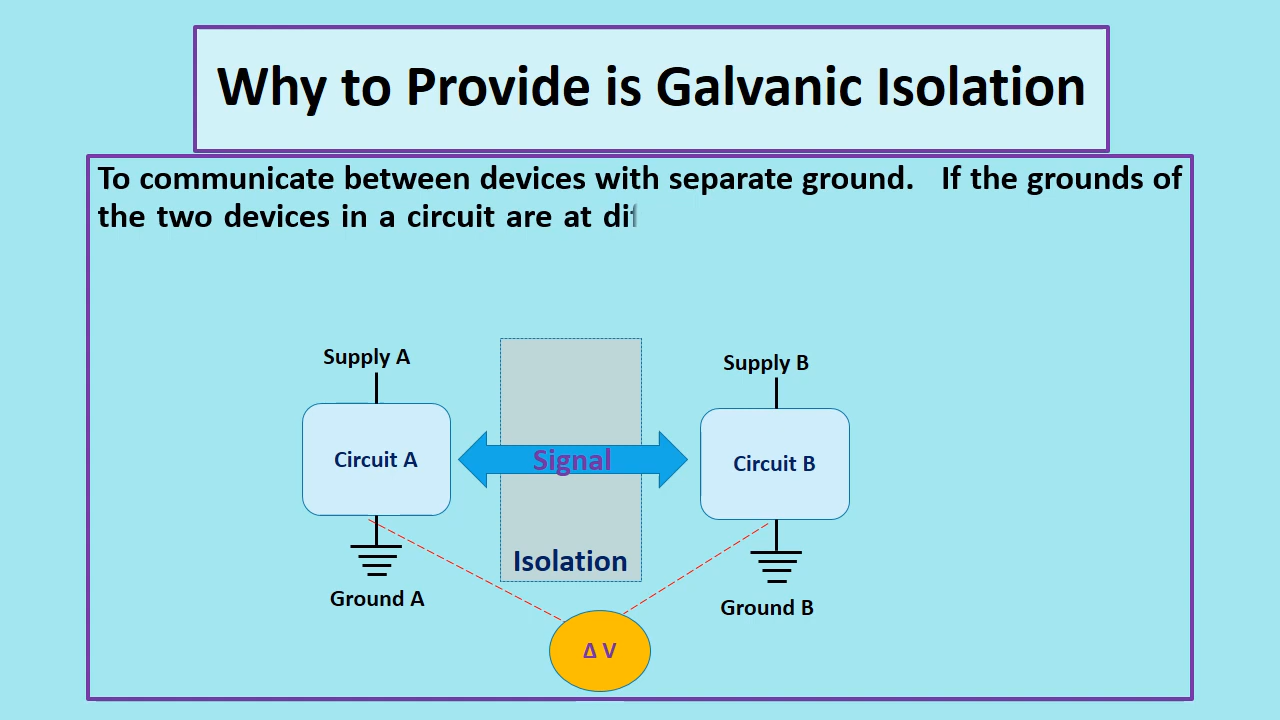 Why to Provide is Galvanic Isolation
To communicate between devices with separate ground. If the grounds of
the two devices in a circuit are at
Supply A
Supply B
Circuit A
Signal
Circuit B
Isolation
Ground A
Ground B
Δ V